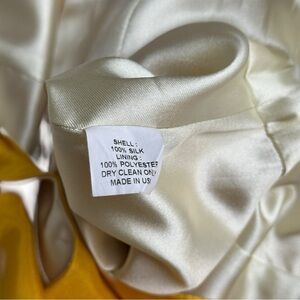 SHELL :
100% SILK
LINING :
100% POLYESTER
DRY CLEAN ONLY
MADE IN US